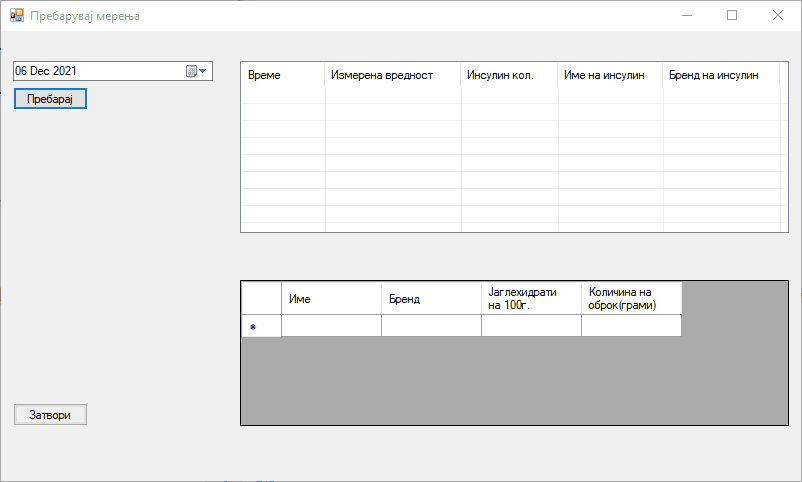 Пребарувај мерења
06 Dec 2021
Пребарај
Време Измерена вредност Инсулин кол. Име на инсулин Бренд на инсулин
Име Бренд Јаглехидрати на 100г. Количина на оброк(грами)
*
Затвори